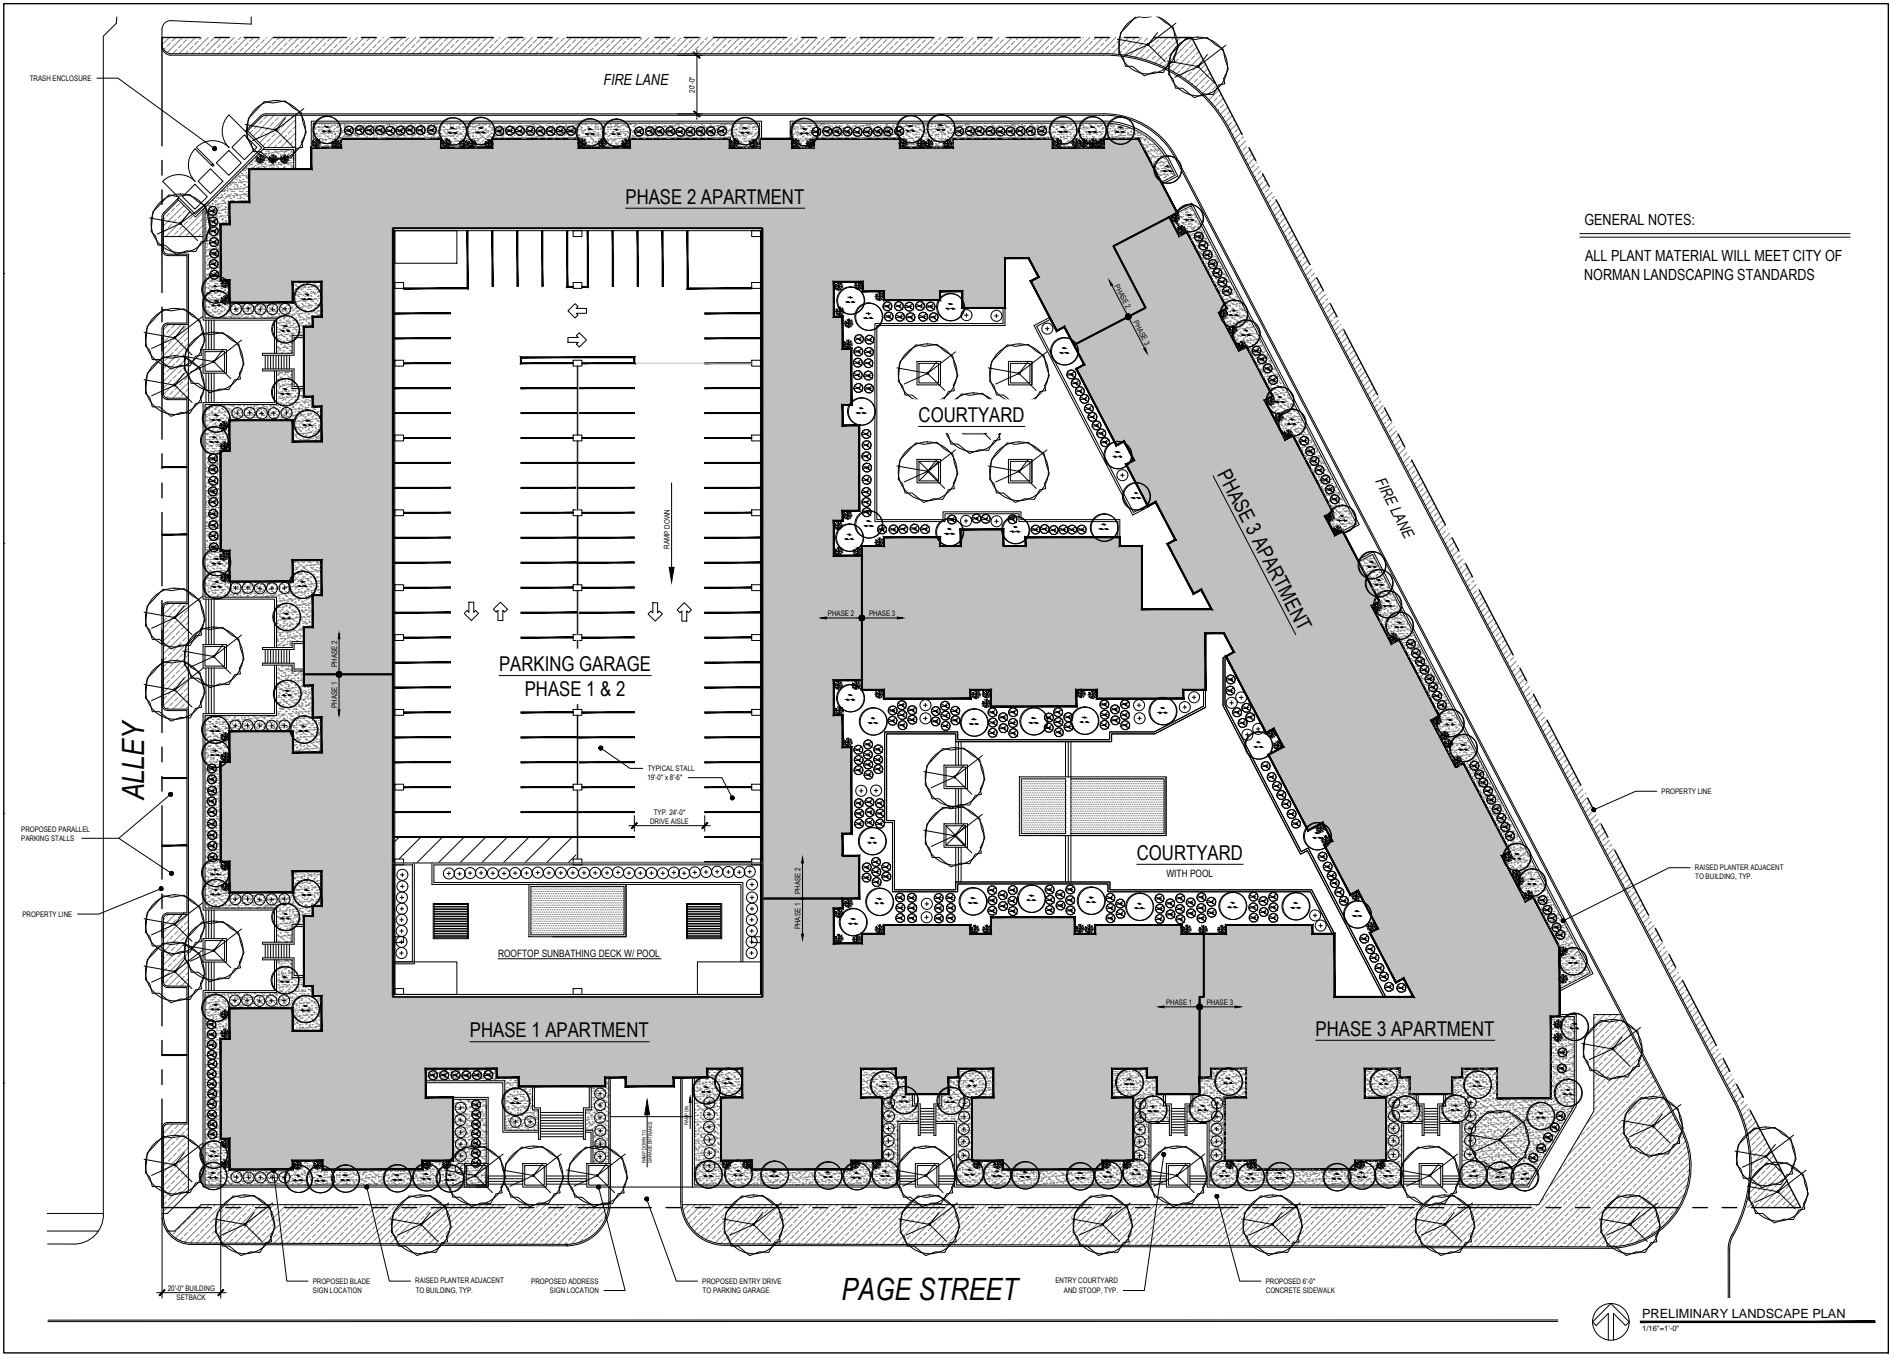 TRASH ENCLOSURE
FIRE LANE
20'-0"
PHASE 2 APARTMENT
GENERAL NOTES:
ALL PLANT MATERIAL WILL MEET CITY OF
NORMAN LANDSCAPING STANDARDS
PHASE 2
PHASE 3
COURTYARD
PHASE 3 APARTMENT
FIRE LANE
RAMP DOWN
PHASE 2
PHASE 3
PHASE 2
PHASE 1
PARKING GARAGE
PHASE 1 & 2
ALLEY
TYPICAL STALL
19'-0" x 8'-6"
TYP. 24'-0"
DRIVE AISLE
PROPERTY LINE
PROPOSED PARALLEL
PARKING STALLS
COURTYARD
WITH POOL
RAISED PLANTER ADJACENT
TO BUILDING, TYP.
PHASE 2
PHASE 1
PROPERTY LINE
ROOFTOP SUNBATHING DECK W/ POOL
PHASE 1
PHASE 3
PHASE 1 APARTMENT
PHASE 3 APARTMENT
RAMP DOWN TO
GARAGE ENTRANCE
20'-0" BUILDING
SETBACK
PROPOSED BLADE
SIGN LOCATION
RAISED PLANTER ADJACENT
TO BUILDING, TYP.
PROPOSED ADDRESS
SIGN LOCATION
PROPOSED ENTRY DRIVE
TO PARKING GARAGE
PAGE STREET
ENTRY COURTYARD
AND STOOP, TYP.
PROPOSED 6'-0"
CONCRETE SIDEWALK
PRELIMINARY LANDSCAPE PLAN
1/16"=1'-0"